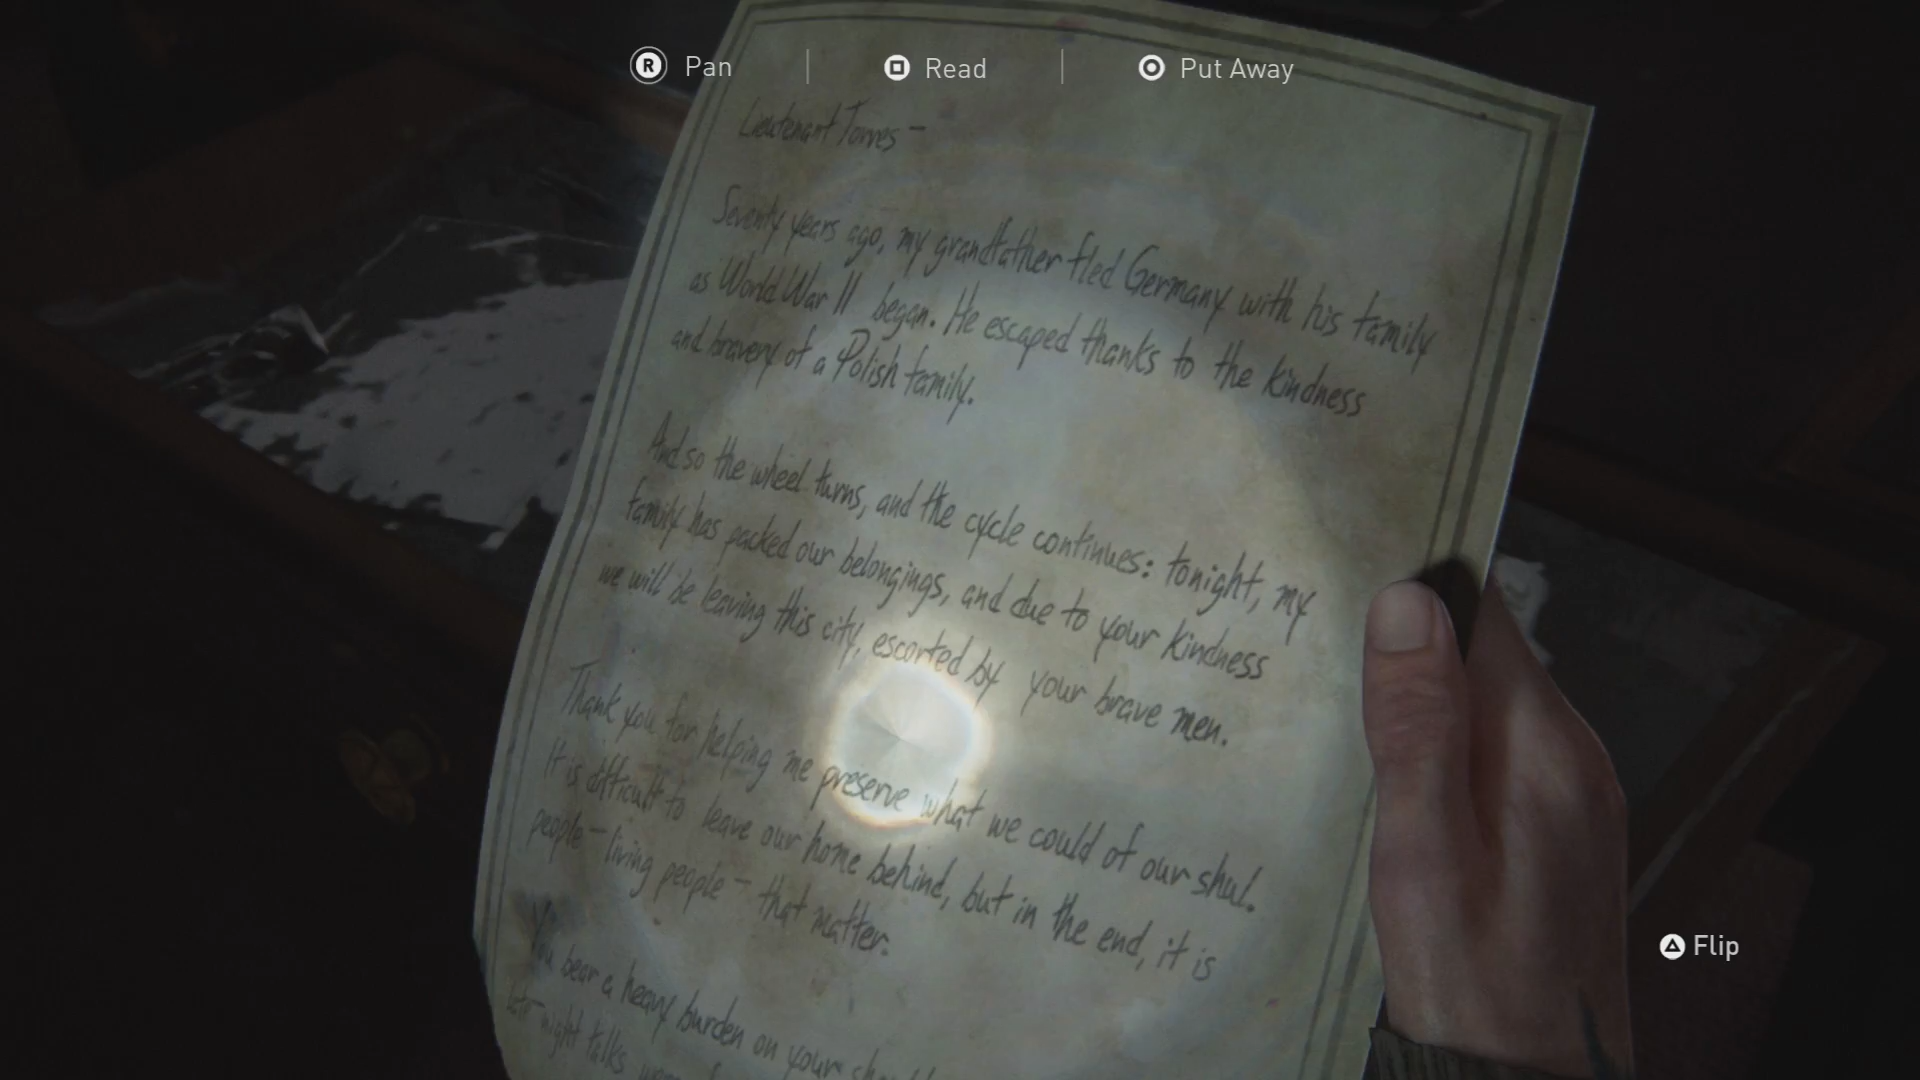 R Pan
Read
Put Away
Lieutenant Torres –
Seventy years ago, my grandfather fled Germany with his family
as World War II began. He escaped thanks to the kindness
and bravery of a Polish family.
And so the wheel turns, and the cycle continues: tonight, my
family has packed our belongings, and due to your kindness
we will be leaving this city, escorted by your brave men.
Thank you for helping me preserve what we could of our shul.
It is difficult to leave our home behind, but in the end, it is
people – living people – that matter.
You bear a heavy burden on your
late-night talks
Flip